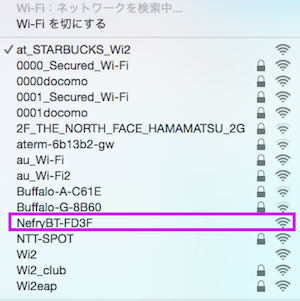 Wi-Fi：ネットワークを検索中...
Wi-Fi を切にする
✓ at_STARBUCKS_Wi2
0000_Secured_Wi-Fi
0000docomo
0001_Secured_Wi-Fi
0001docomo
2F_THE_NORTH_FACE_HAMAMATSU_2G
aterm-6b13b2-gw
au_Wi-Fi
au_Wi-Fi2
Buffalo-A-C61E
Buffalo-G-8B60
NefryBT-FD3F
NTT-SPOT
Wi2
Wi2_club
Wi2eap